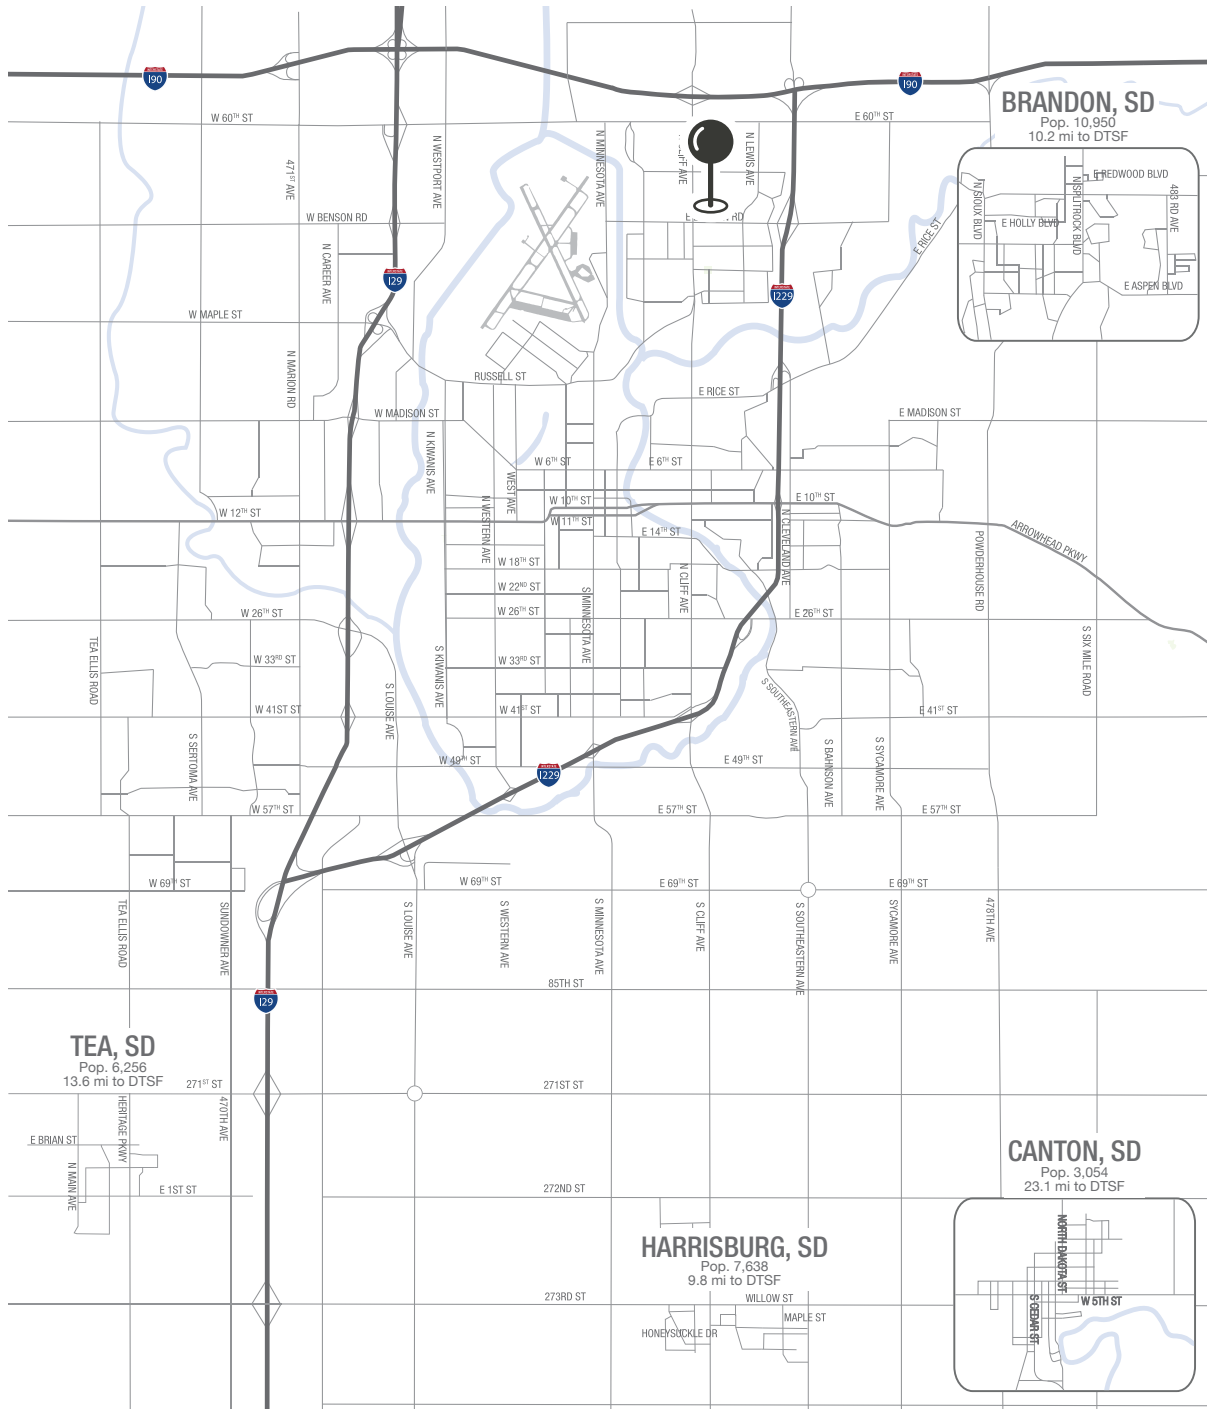 I90
I90
BRANDON, SD
Pop. 10,950
10.2 mi to DTSF
W 60TH ST
E 60TH ST
N WESTPORT AVE
N MINNESOTA AVE
N LEWIS AVE
471ST AVE
E REDWOOD BLVD
N SIOUX BLVD
N SPLITROCK BLVD
483 RD AVE
E HOLLY BLVD
E ASPEN BLVD
W BENSON RD
RD
E RICE ST
N CAREER AVE
I29
I229
W MAPLE ST
N MARION RD
RUSSELL ST
E RICE ST
W MADISON ST
E MADISON ST
N KIWANIS AVE
W 6TH ST
E 6TH ST
WEST AVE
W 10TH ST
E 10TH ST
W 12TH ST
N WESTERN AVE
W 11TH ST
E 14TH ST
N CLEVELAND AVE
ARROWHEAD PKWY
POWDERHOUSE RD
W 18TH ST
N CLIFF AVE
W 22ND ST
S MINNESOTA AVE
W 26TH ST
W 26TH ST
E 26TH ST
TEA ELLIS ROAD
S SIX MILE ROAD
W 33RD ST
S KIWANIS AVE
W 33RD ST
S LOUISE AVE
S SOUTHEASTERN AVE
W 41ST ST
W 41ST ST
E 41ST ST
S SERTOMA AVE
S BAHNSON AVE
S SYCAMORE AVE
W 49TH ST
E 49TH ST
I229
W 57TH ST
E 57TH ST
E 57TH ST
W 69TH ST
W 69TH ST
E 69TH ST
E 69TH ST
TEA ELLIS ROAD
SUNDOWNER AVE
S LOUISE AVE
S WESTERN AVE
S MINNESOTA AVE
S CLIFF AVE
S SOUTHEASTERN AVE
SYCAMORE AVE
478TH AVE
85TH ST
I29
TEA, SD
Pop. 6,256
13.6 mi to DTSF
271ST ST
271ST ST
HERITAGE PKWY
470TH AVE
E BRIAN ST
N MAIN AVE
E 1ST ST
272ND ST
CANTON, SD
Pop. 3,054
23.1 mi to DTSF
NORTH DAKOTA ST
W 5TH ST
S CEDAR ST
HARRISBURG, SD
Pop. 7,638
9.8 mi to DTSF
273RD ST
WILLOW ST
MAPLE ST
HONEYSUCKLE DR